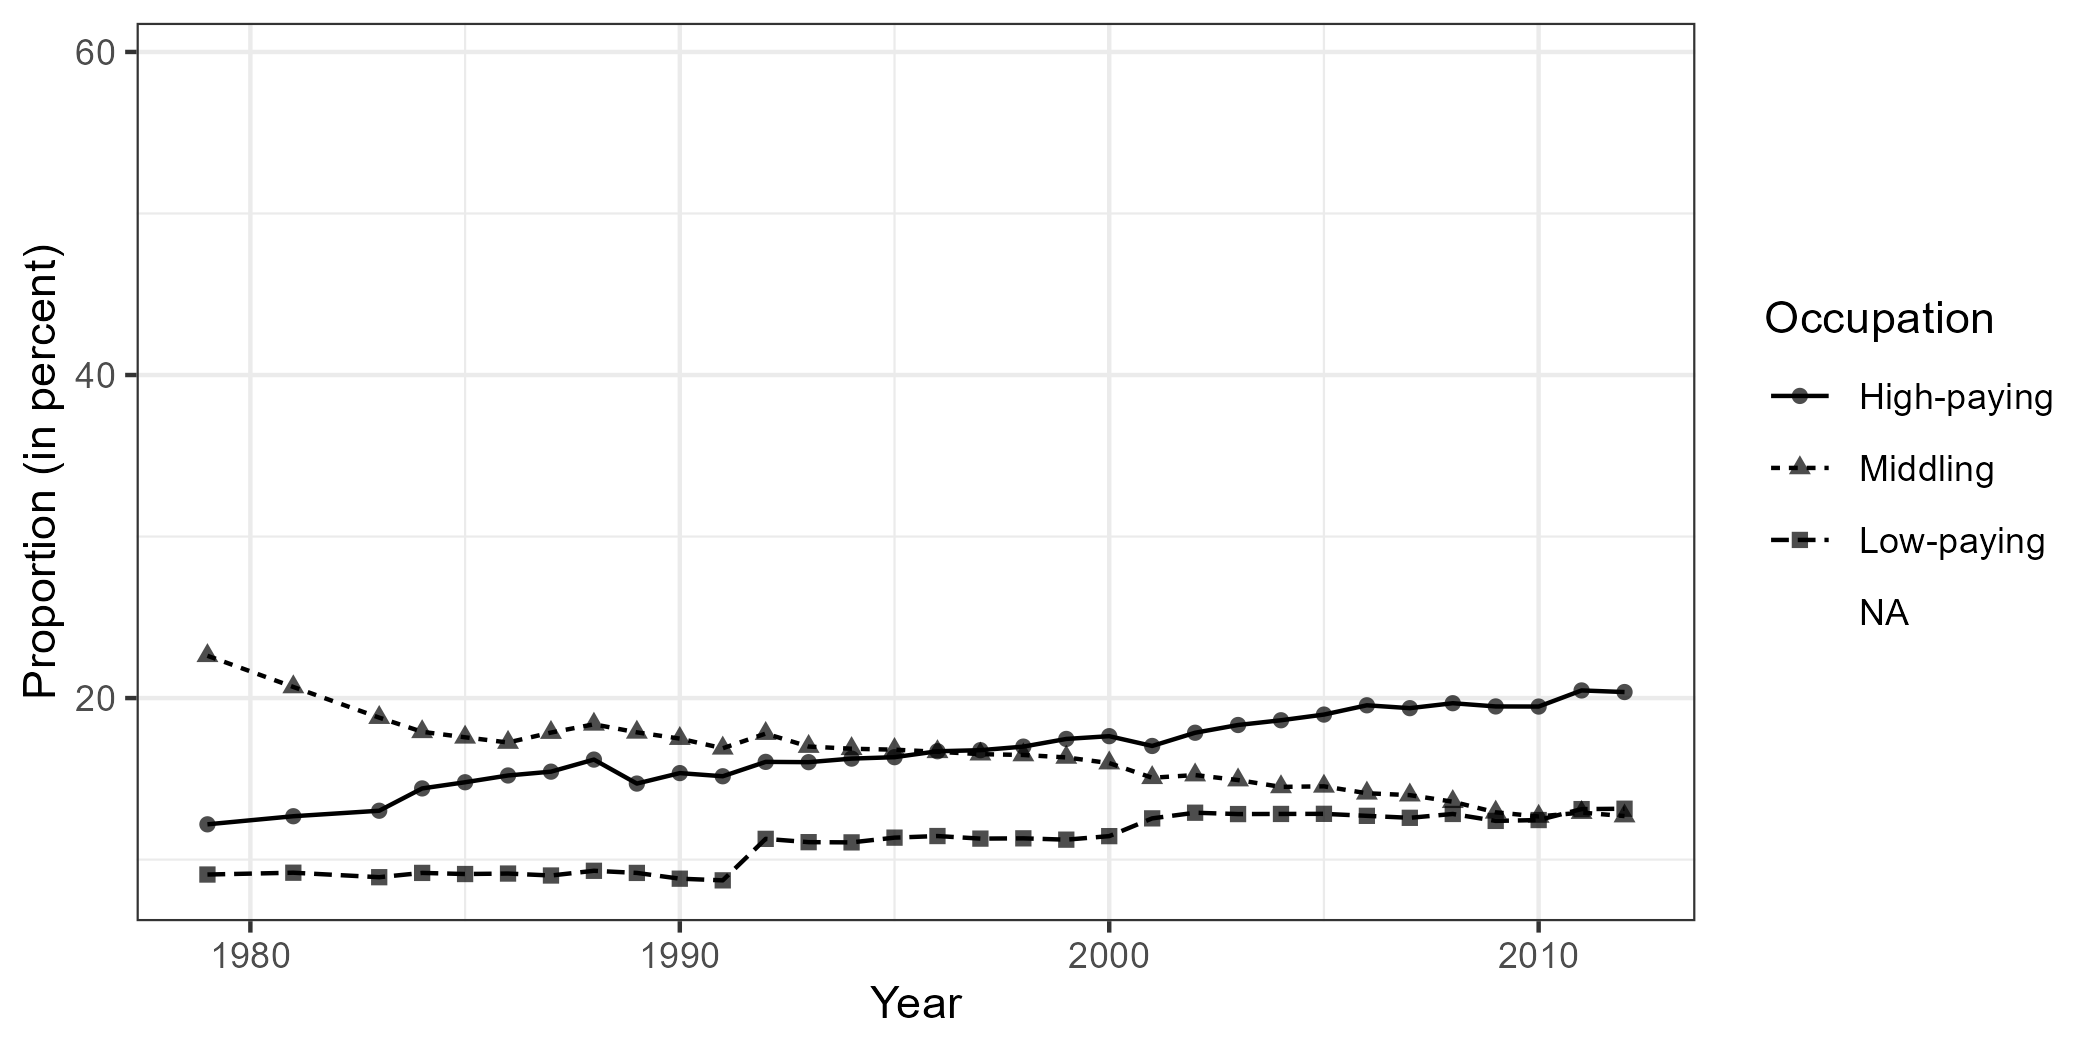 60
40
20
Proportion (in percent)
1980
1990
2000
2010
Year
Occupation
High-paying
Middling
Low-paying
NA